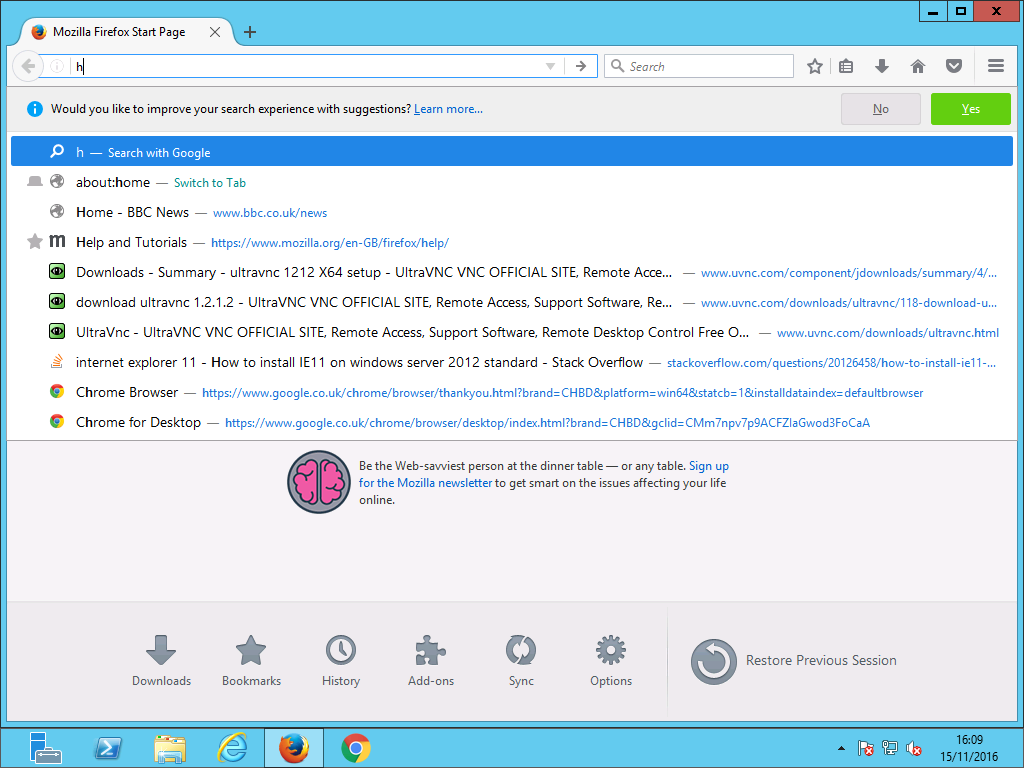 Mozilla Firefox Start Page
h
Search
Would you like to improve your search experience with suggestions? Learn more...
No
Yes
h — Search with Google
about:home — Switch to Tab
Home - BBC News — www.bbc.co.uk/news
Help and Tutorials — https://www.mozilla.org/en-GB/firefox/help/
Downloads - Summary - ultravnc 1212 X64 setup - UltraVNC VNC OFFICIAL SITE, Remote Acce... — www.uvnc.com/component/jdownloads/summary/4/...
download ultravnc 1.2.1.2 - UltraVNC VNC OFFICIAL SITE, Remote Access, Support Software, Re... — www.uvnc.com/downloads/ultravnc/118-download-u...
UltraVnc - UltraVNC VNC OFFICIAL SITE, Remote Access, Support Software, Remote Desktop Control Free O... — www.uvnc.com/downloads/ultravnc.html
internet explorer 11 - How to install IE11 on windows server 2012 standard - Stack Overflow — stackoverflow.com/questions/20126458/how-to-install-ie11-...
Chrome Browser — https://www.google.co.uk/chrome/browser/thankyou.html?brand=CHBD&platform=win64&statcb=1&installdataindex=defaultbrowser
Chrome for Desktop — https://www.google.co.uk/chrome/browser/desktop/index.html?brand=CHBD&gclid=CMm7npv7p9ACFZlaGwod3FoCaA
Be the Web-savviest person at the dinner table — or any table. Sign up
for the Mozilla newsletter to get smart on the issues affecting your life
online.
Downloads
Bookmarks
History
Add-ons
Sync
Options
Restore Previous Session
16:09
15/11/2016